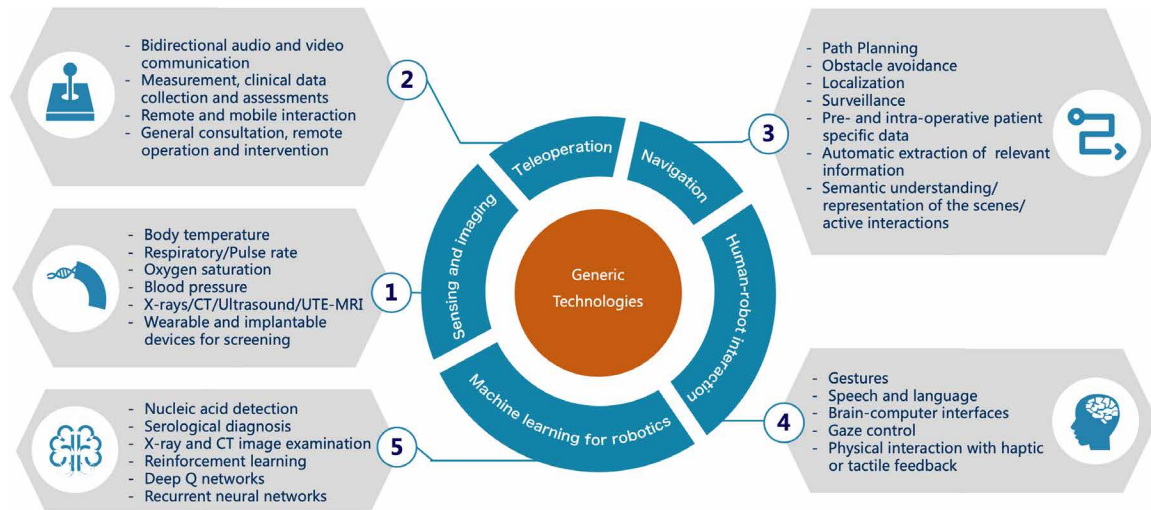 - Bidirectional audio and video
communication
- Measurement, clinical data
collection and assessments
- Remote and mobile interaction
- General consultation, remote
operation and intervention
2
- Path Planning
- Obstacle avoidance
- Localization
- Surveillance
- Pre- and intra-operative patient
specific data
- Automatic extraction of relevant
information
- Semantic understanding/
representation of the scenes/
active interactions
3
Teleoperation
Navigation
- Body temperature
- Respiratory/Pulse rate
- Oxygen saturation
- Blood pressure
- X-rays/CT/Ultrasound/UTE-MRI
- Wearable and implantable
devices for screening
1
Sensing and imaging
Generic
Technologies
Human-robot interaction
Machine learning for robotics
- Nucleic acid detection
- Serological diagnosis
- X-ray and CT image examination
- Reinforcement learning
- Deep Q networks
- Recurrent neural networks
5
4
- Gestures
- Speech and language
- Brain-computer interfaces
- Gaze control
- Physical interaction with haptic
or tactile feedback